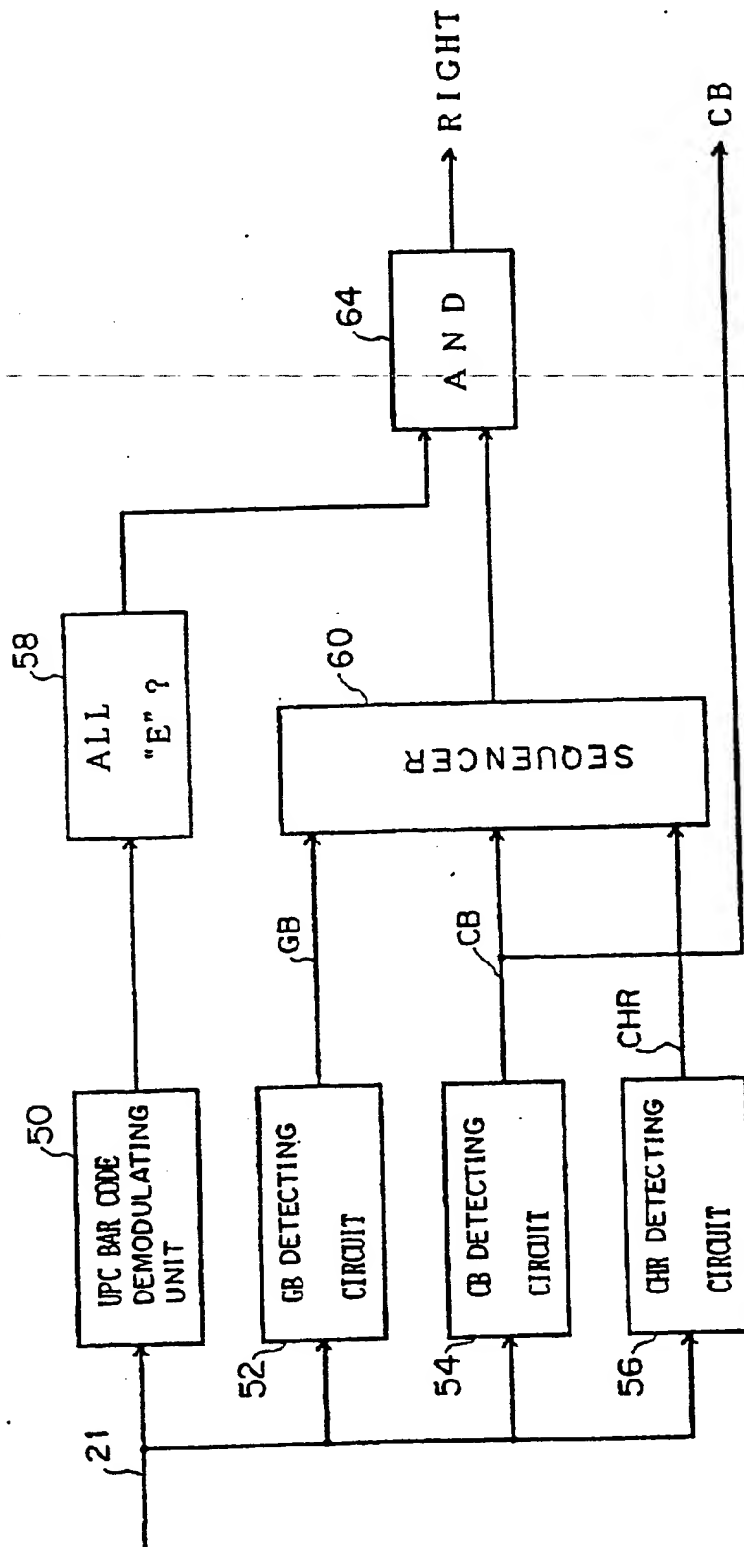 21
50
UPC BAR CODE
DEMODULATING
UNIT
52
GB DETECTING
CIRCUIT
54
CB DETECTING
CIRCUIT
56
CHR DETECTING
CIRCUIT
GB
CB
CHR
58
ALL
"E" ?
60
SEQUENCER
64
AND
RIGHT
CB